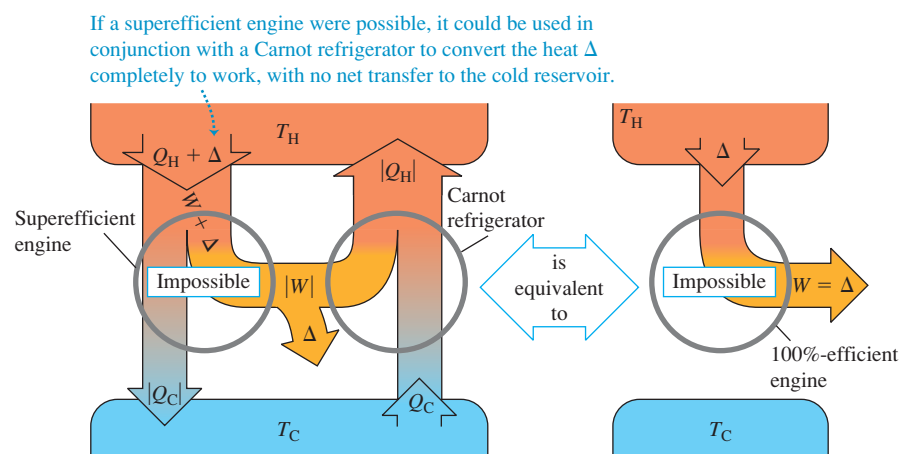 If a superefficient engine were possible, it could be used in
conjunction with a Carnot refrigerator to convert the heat Δ
completely to work, with no net transfer to the cold reservoir.
T_H
Q_H + Δ
|Q_H|
W + Δ
Superefficient
engine
Carnot
refrigerator
Impossible
|W|
Δ
|Q_C|
Q_C
T_C
is
equivalent
to
T_H
Δ
Impossible
W = Δ
100%-efficient
engine
T_C